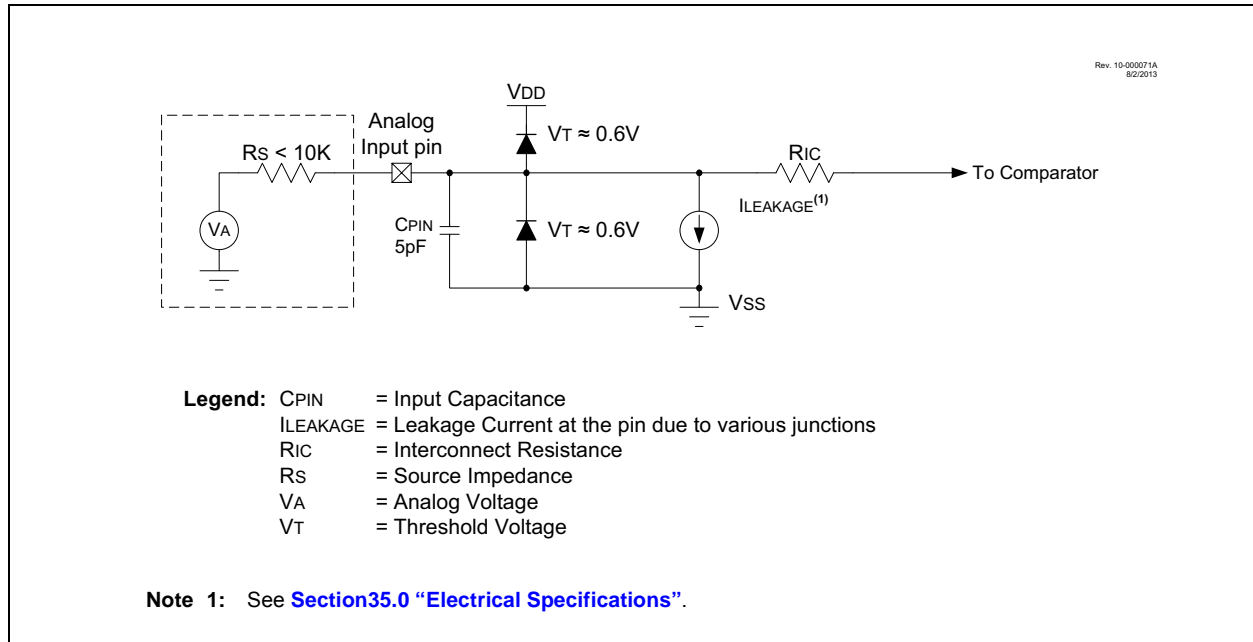 Rev. 10-000071A
8/2/2013
VDD
Analog
Input pin
VT ≈ 0.6V
RS < 10K
RIC
To Comparator
ILEAKAGE(1)
VA
CPIN
5pF
VT ≈ 0.6V
VSS
Legend: CPIN = Input Capacitance
ILEAKAGE = Leakage Current at the pin due to various junctions
RIC = Interconnect Resistance
RS = Source Impedance
VA = Analog Voltage
VT = Threshold Voltage
Note 1: See Section35.0 “Electrical Specifications”.